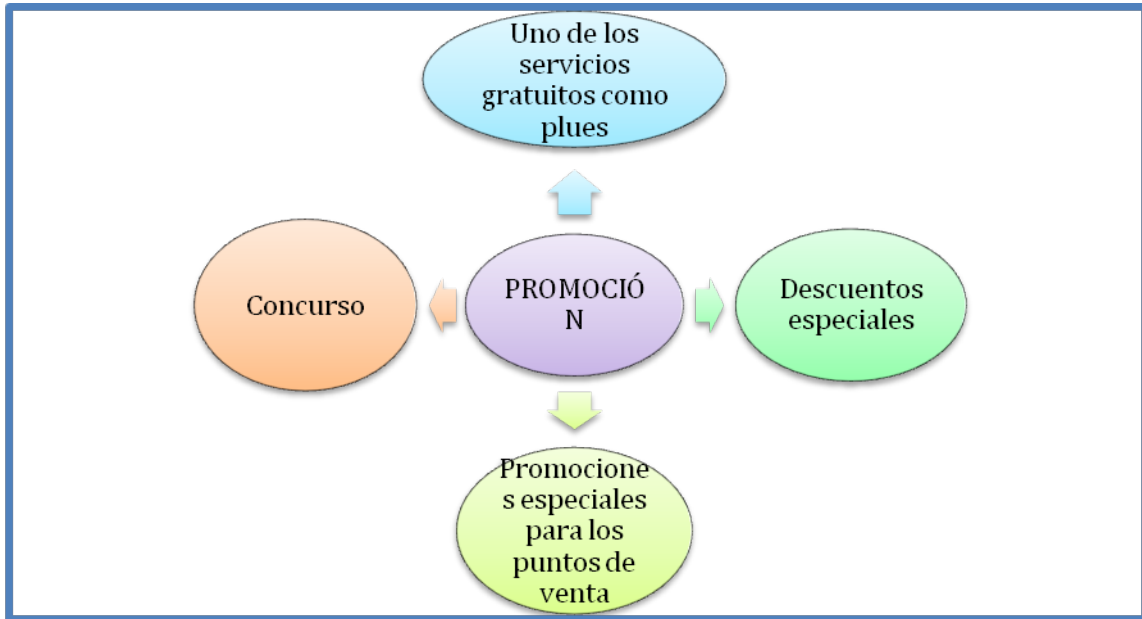 Uno de los
servicios
gratuitos como
plues
Concurso
PROMOCIÓ
N
Descuentos
especiales
Promocione
s especiales
para los
puntos de
venta